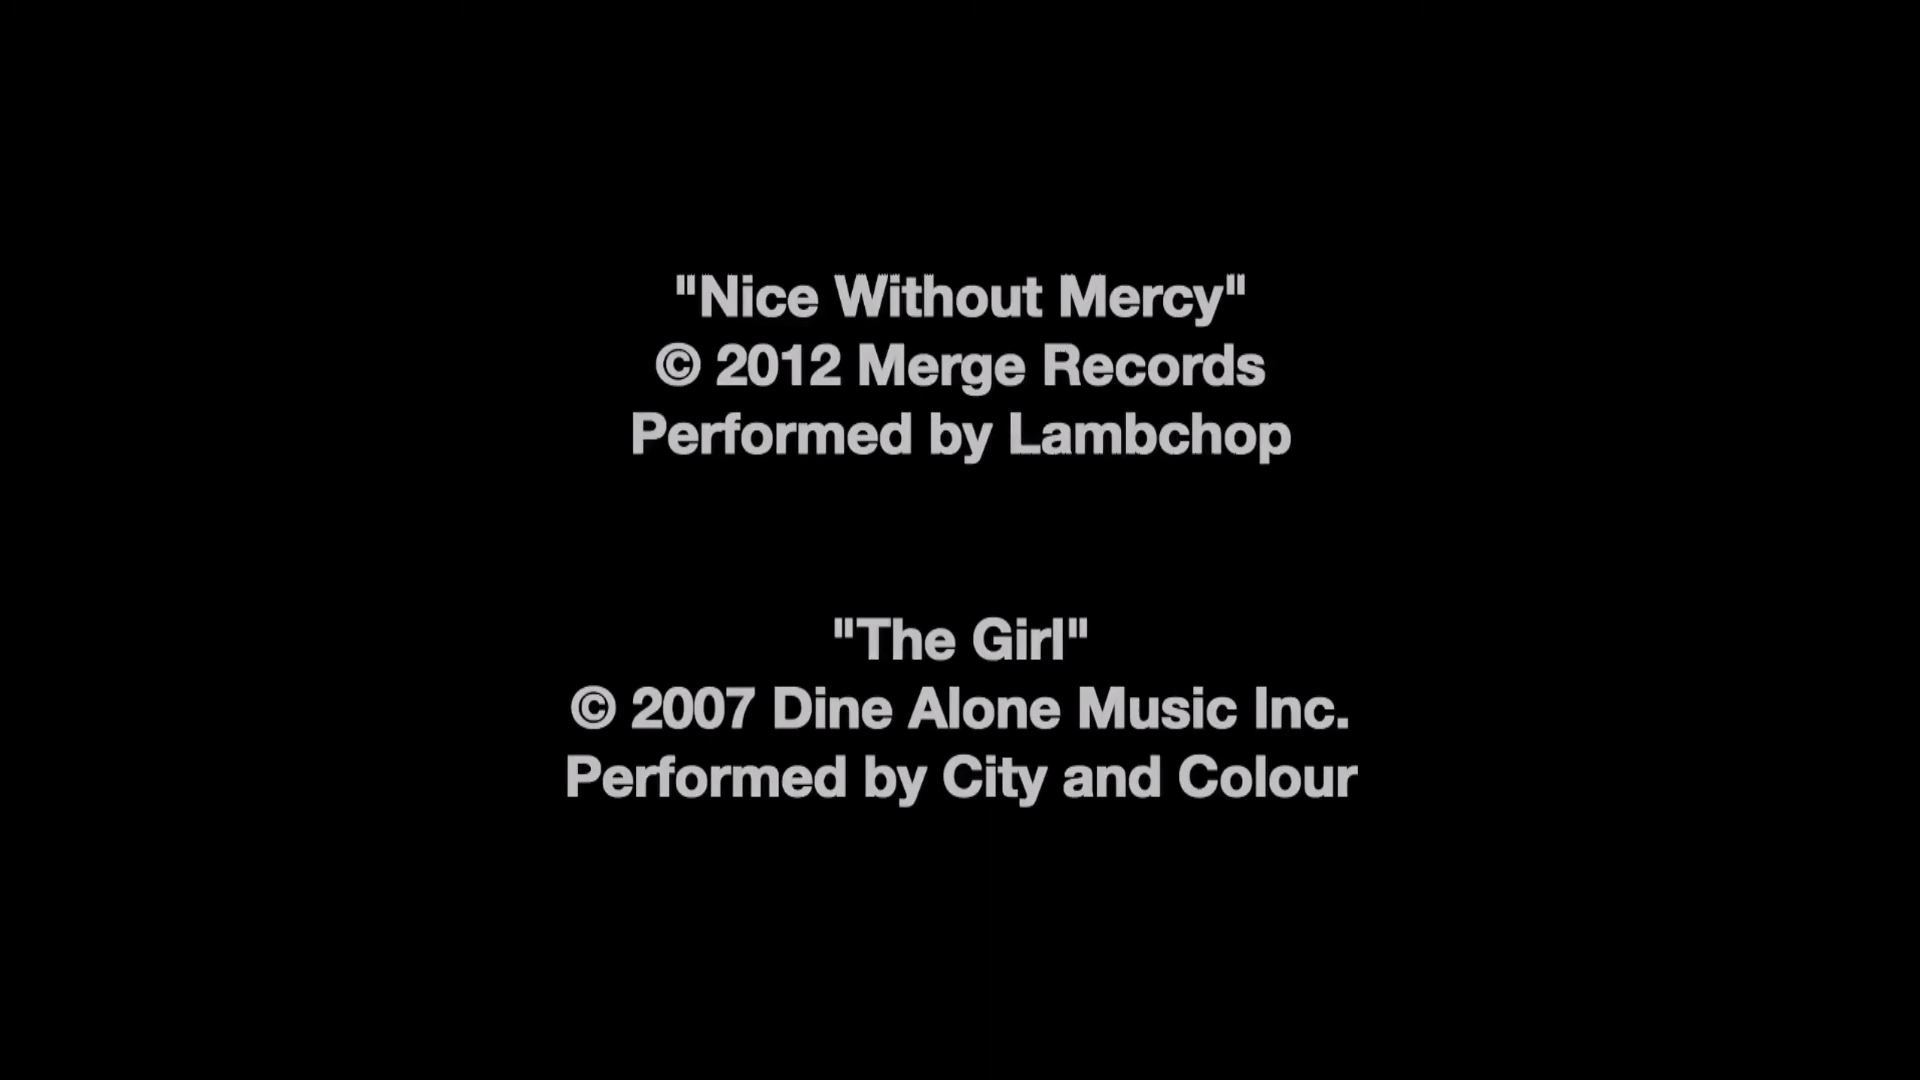 "Nice Without Mercy"
© 2012 Merge Records
Performed by Lambchop
"The Girl"
© 2007 Dine Alone Music Inc.
Performed by City and Colour